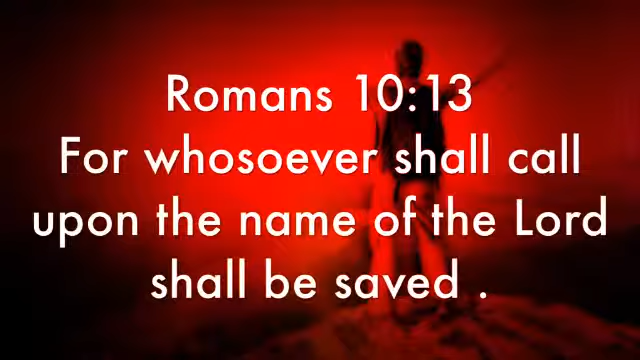 Romans 10:13
For whosoever shall call
upon the name of the Lord
shall be saved .